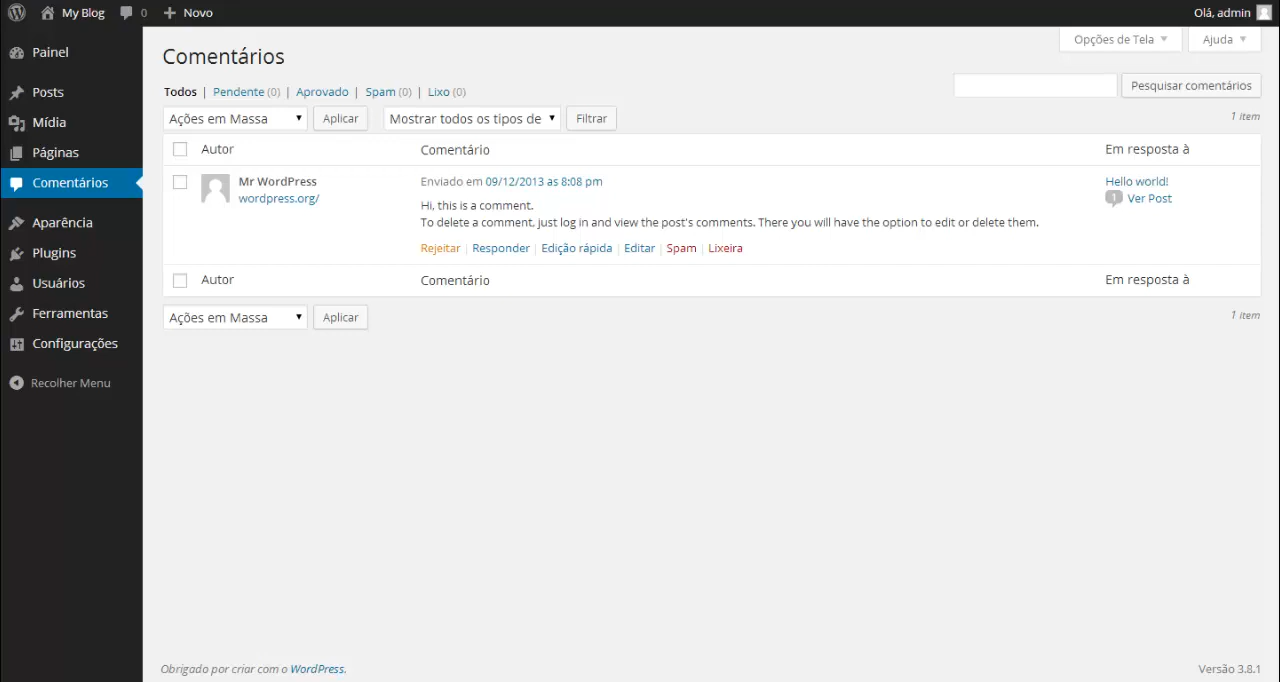 My Blog 0 Novo Olá, admin
Opções de Tela Ajuda
Painel
Posts
Mídia
Páginas
Comentários
Aparência
Plugins
Usuários
Ferramentas
Configurações
Recolher Menu
Comentários
Todos | Pendente (0) | Aprovado | Spam (0) | Lixo (0)
Pesquisar comentários
Ações em Massa Aplicar Mostrar todos os tipos de Filtrar
1 item
Autor Comentário Em resposta à
Mr WordPress
wordpress.org/
Enviado em 09/12/2013 as 8:08 pm
Hi, this is a comment.
To delete a comment, just log in and view the post's comments. There you will have the option to edit or delete them.
Rejeitar | Responder | Edição rápida | Editar | Spam | Lixeira
Hello world!
1 Ver Post
Autor Comentário Em resposta à
Ações em Massa Aplicar
1 item
Obrigado por criar com o WordPress.
Versão 3.8.1